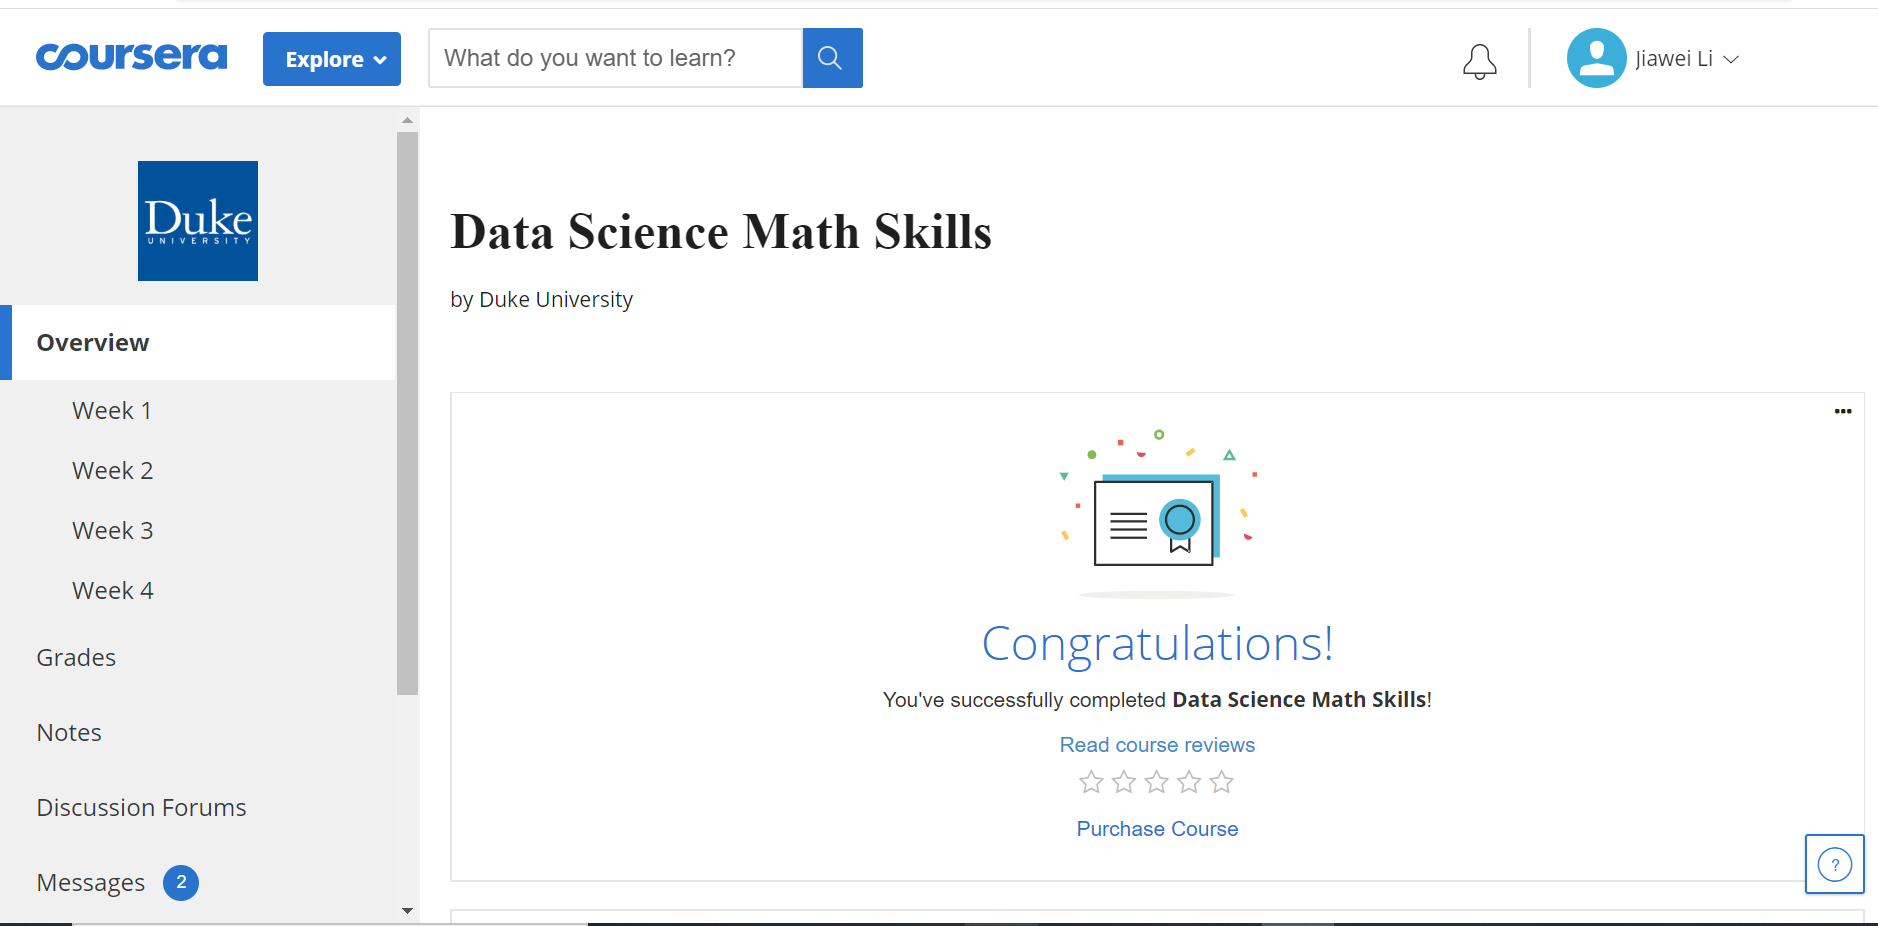 coursera
Explore
What do you want to learn?
Jiawei Li
Duke
UNIVERSITY
Overview
Week 1
Week 2
Week 3
Week 4
Grades
Notes
Discussion Forums
Messages 2
Data Science Math Skills
by Duke University
Congratulations!
You've successfully completed Data Science Math Skills!
Read course reviews
Purchase Course
?